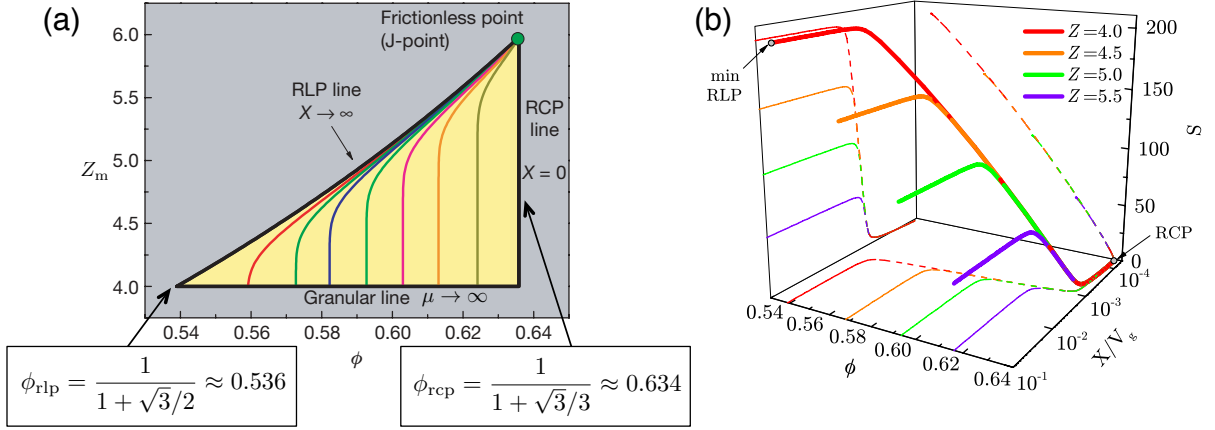 (a)
Frictionless point
(J-point)
RLP line
X → ∞
RCP
line
X = 0
Z_m
6.0
5.5
5.0
4.5
4.0
Granular line μ → ∞
0.54 0.56 0.58 0.60 0.62 0.64
ϕ
ϕ_rlp = 1/(1 + √3/2) ≈ 0.536
ϕ_rcp = 1/(1 + √3/3) ≈ 0.634
(b)
min
RLP
Z=4.0
Z=4.5
Z=5.0
Z=5.5
200
150
100
50
0
S
RCP
10^-4
10^-3
10^-2
10^-1
X/V_g
0.54 0.56 0.58 0.60 0.62 0.64
ϕ